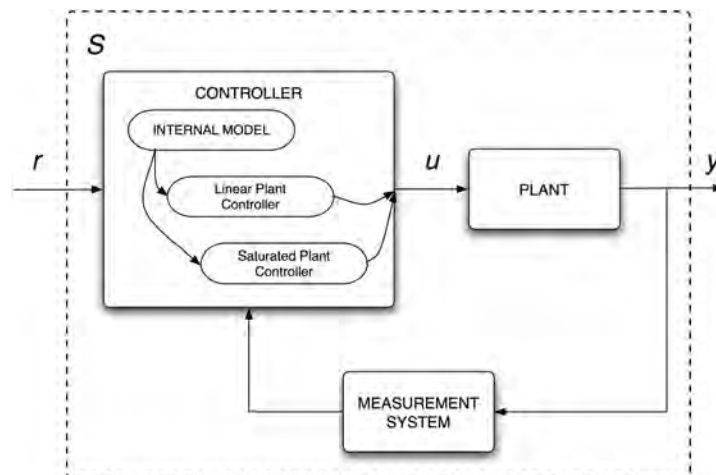 S
CONTROLLER
INTERNAL MODEL
r
u
y
Linear Plant
Controller
PLANT
Saturated Plant
Controller
MEASUREMENT
SYSTEM